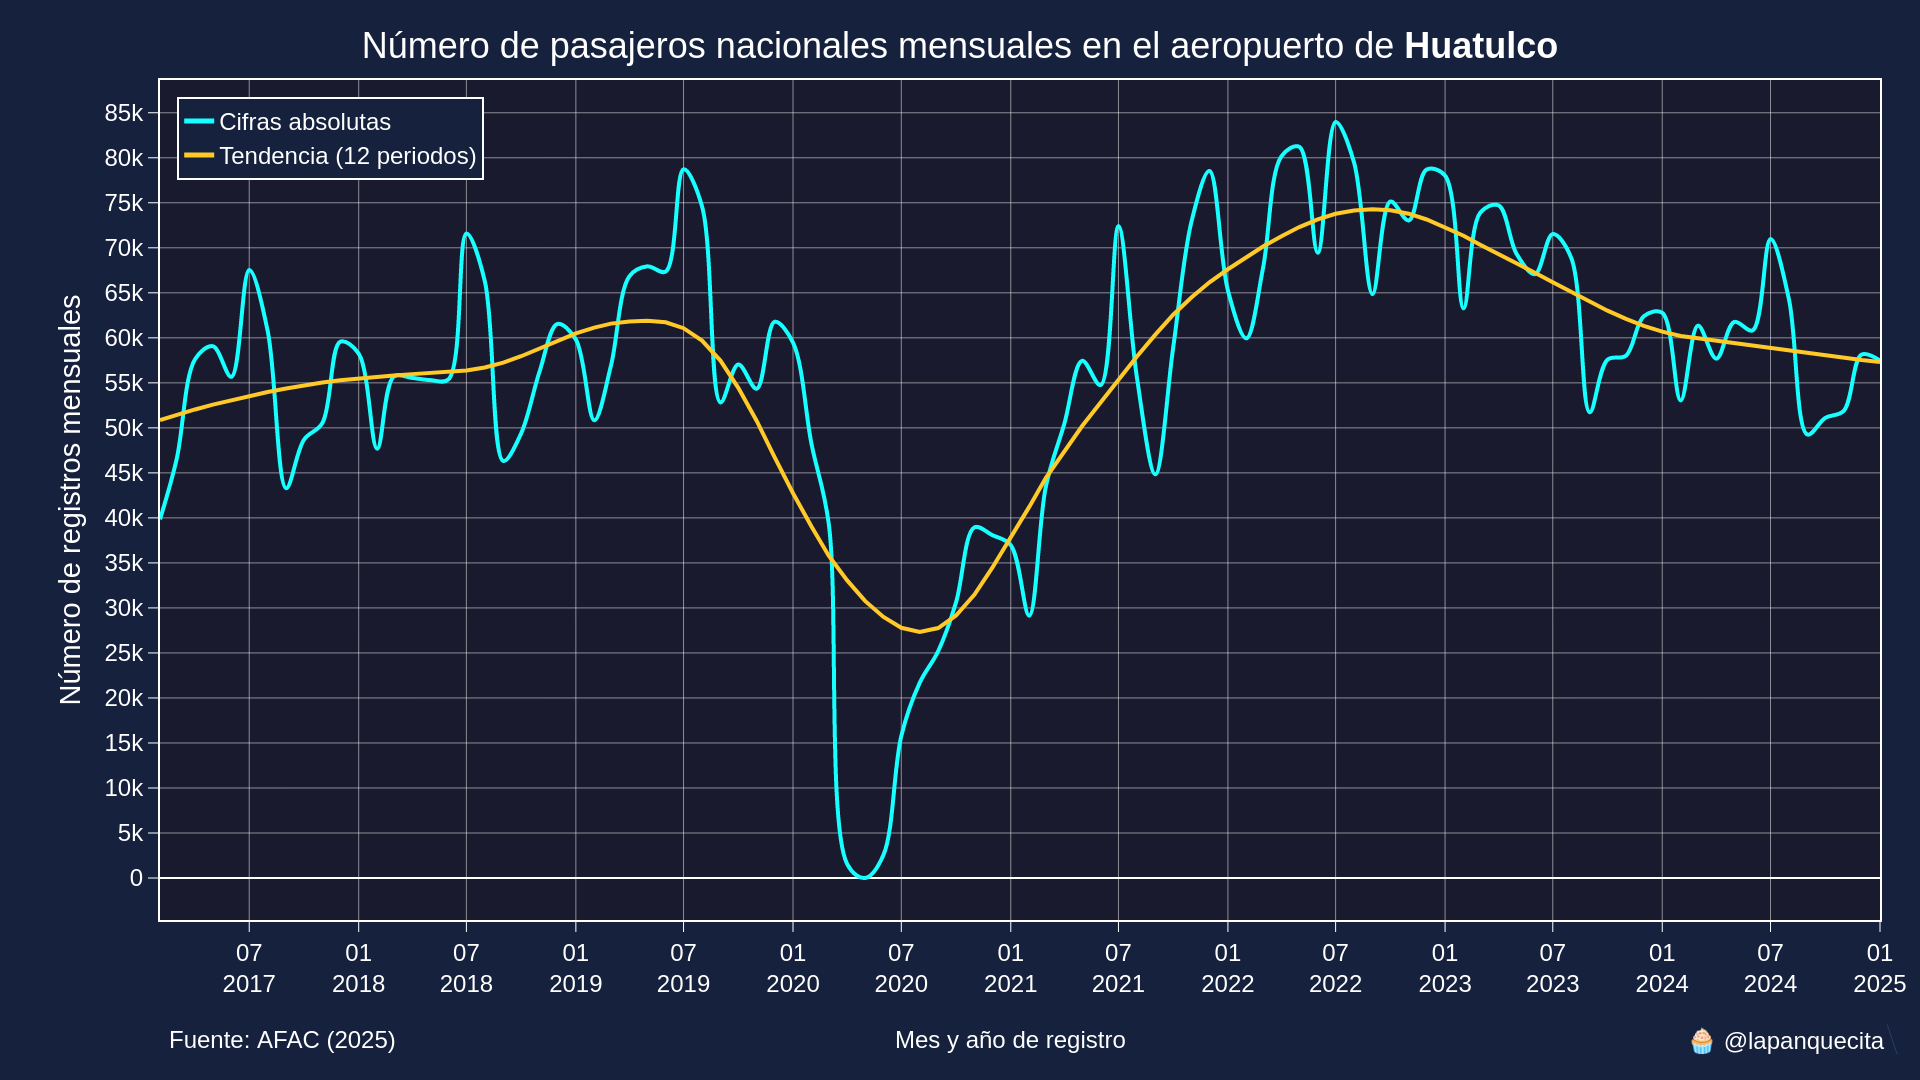 Número de pasajeros nacionales mensuales en el aeropuerto de Huatulco
Cifras absolutas
Tendencia (12 periodos)
Número de registros mensuales
85k
80k
75k
70k
65k
60k
55k
50k
45k
40k
35k
30k
25k
20k
15k
10k
5k
0
07 01 07 01 07 01 07 01 07 01 07 01 07 01 07 01
2017 2018 2018 2019 2019 2020 2020 2021 2021 2022 2022 2023 2023 2024 2024 2025
Fuente: AFAC (2025)
Mes y año de registro
🧁 @lapanquecita